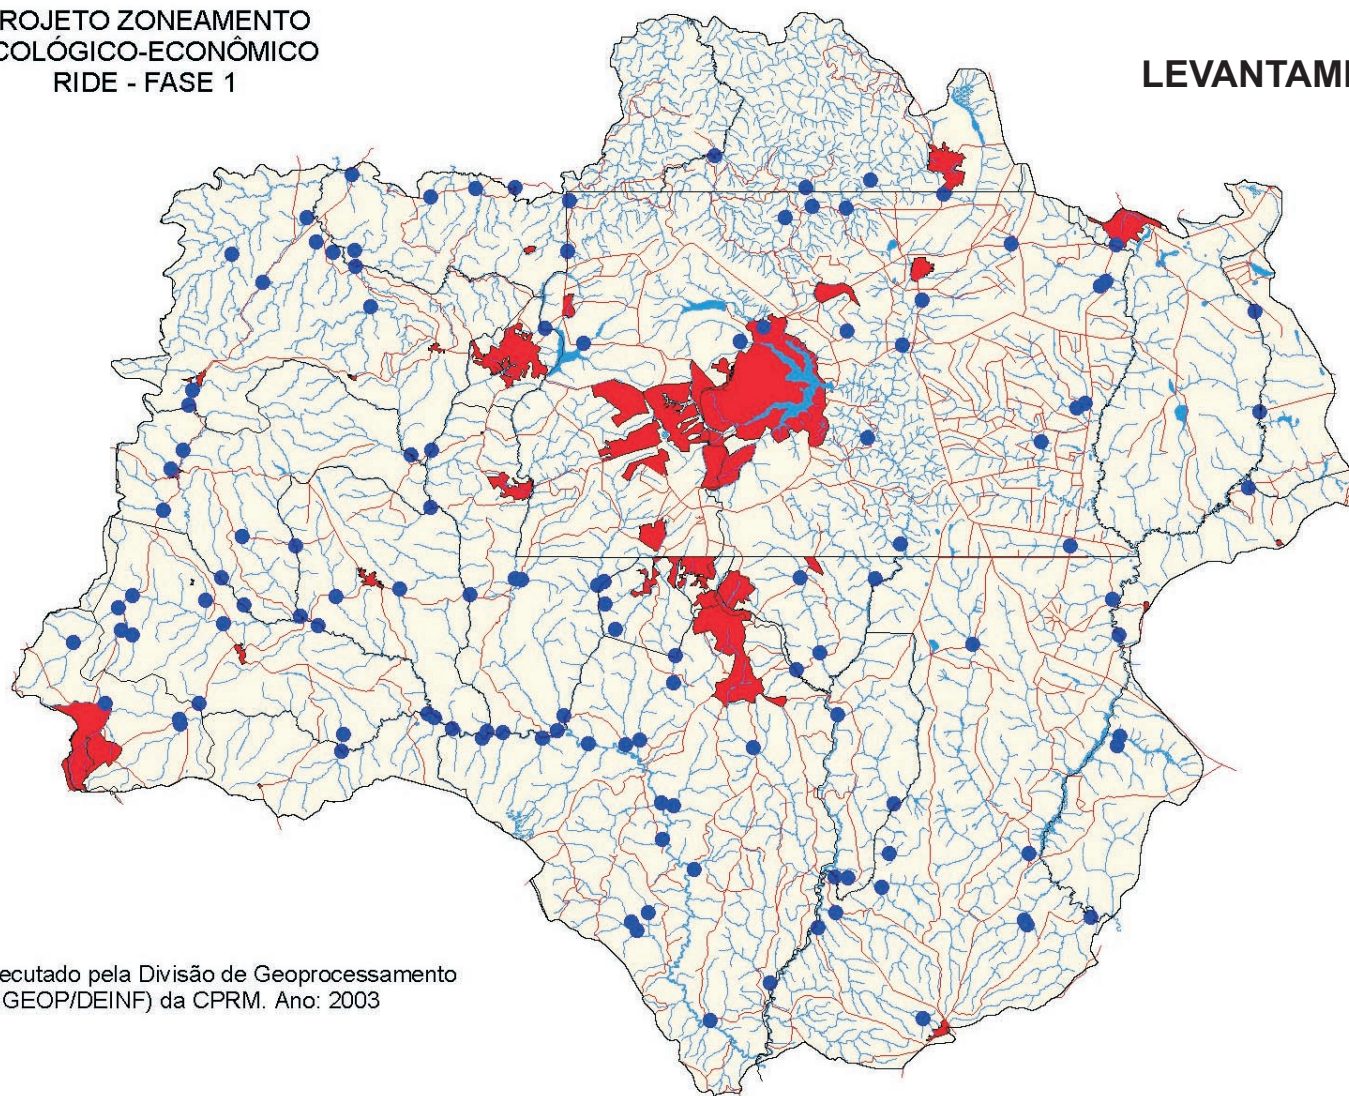 ROJETO ZONEAMENTO
COLÓGICO-ECONÔMICO
RIDE - FASE 1
LEVANTAM
ecutado pela Divisão de Geoprocessamento
GEOP/DEINF) da CPRM. Ano: 2003